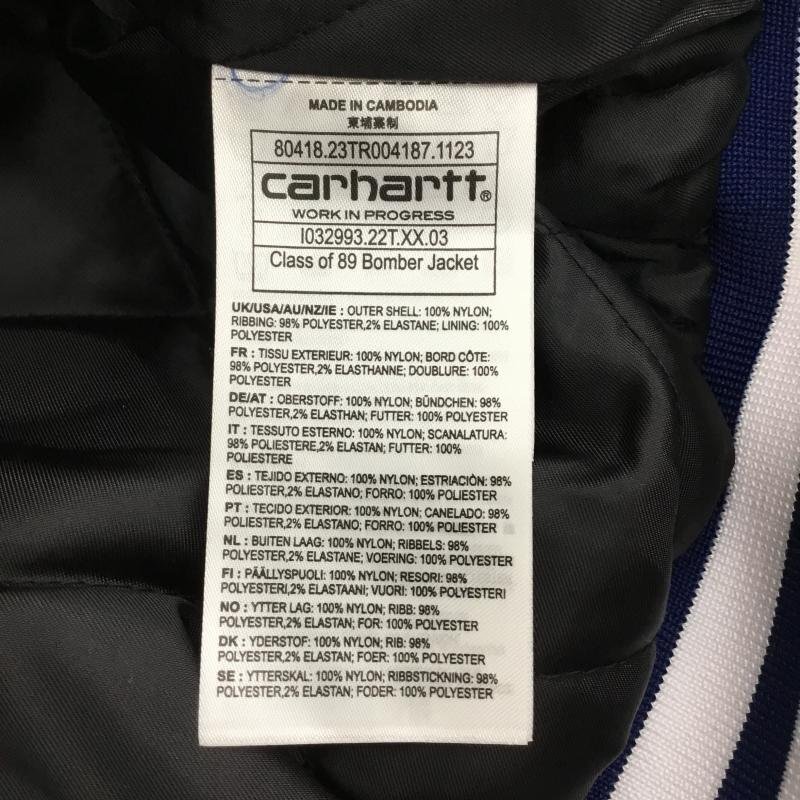 MADE IN CAMBODIA
柬埔寨制
80418.23TR004187.1123
carhartt®
WORK IN PROGRESS
I032993.22T.XX.03
Class of 89 Bomber Jacket
UK/USA/AU/NZ/IE : OUTER SHELL: 100% NYLON;
RIBBING: 98% POLYESTER,2% ELASTANE; LINING: 100%
POLYESTER
FR : TISSU EXTERIEUR: 100% NYLON; BORD CÔTE:
98% POLYESTER,2% ELASTHANNE; DOUBLURE: 100%
POLYESTER
DE/AT : OBERSTOFF: 100% NYLON; BÜNDCHEN: 98%
POLYESTER,2% ELASTHAN; FUTTER: 100% POLYESTER
IT : TESSUTO ESTERNO: 100% NYLON; SCANALATURA:
98% POLIESTERE,2% ELASTAN; FUTTER: 100%
POLIESTERE
ES : TEJIDO EXTERNO: 100% NYLON; ESTRIACIÓN: 98%
POLIESTER,2% ELASTANO; FORRO: 100% POLIESTER
PT : TECIDO EXTERIOR: 100% NYLON; CANELADO: 98%
POLIESTER,2% ELASTANO; FORRO: 100% POLIESTER
NL : BUITEN LAAG: 100% NYLON; RIBBELS: 98%
POLYESTER,2% ELASTANE; VOERING: 100% POLYESTER
FI : PÄÄLLYSPUOLI: 100% NYLON; RESORI: 98%
POLYESTERI,2% ELASTAANI; VUORI: 100% POLYESTERI
NO : YTTER LAG: 100% NYLON; RIBB: 98%
POLYESTER,2% ELASTAN; FOR: 100% POLYESTER
DK : YDERSTOF: 100% NYLON; RIB: 98%
POLYESTER,2% ELASTAN; FOER: 100% POLYESTER
SE : YTTERSKAL: 100% NYLON; RIBBSTICKNING: 98%
POLYESTER,2% ELASTAN; FODER: 100% POLYESTER